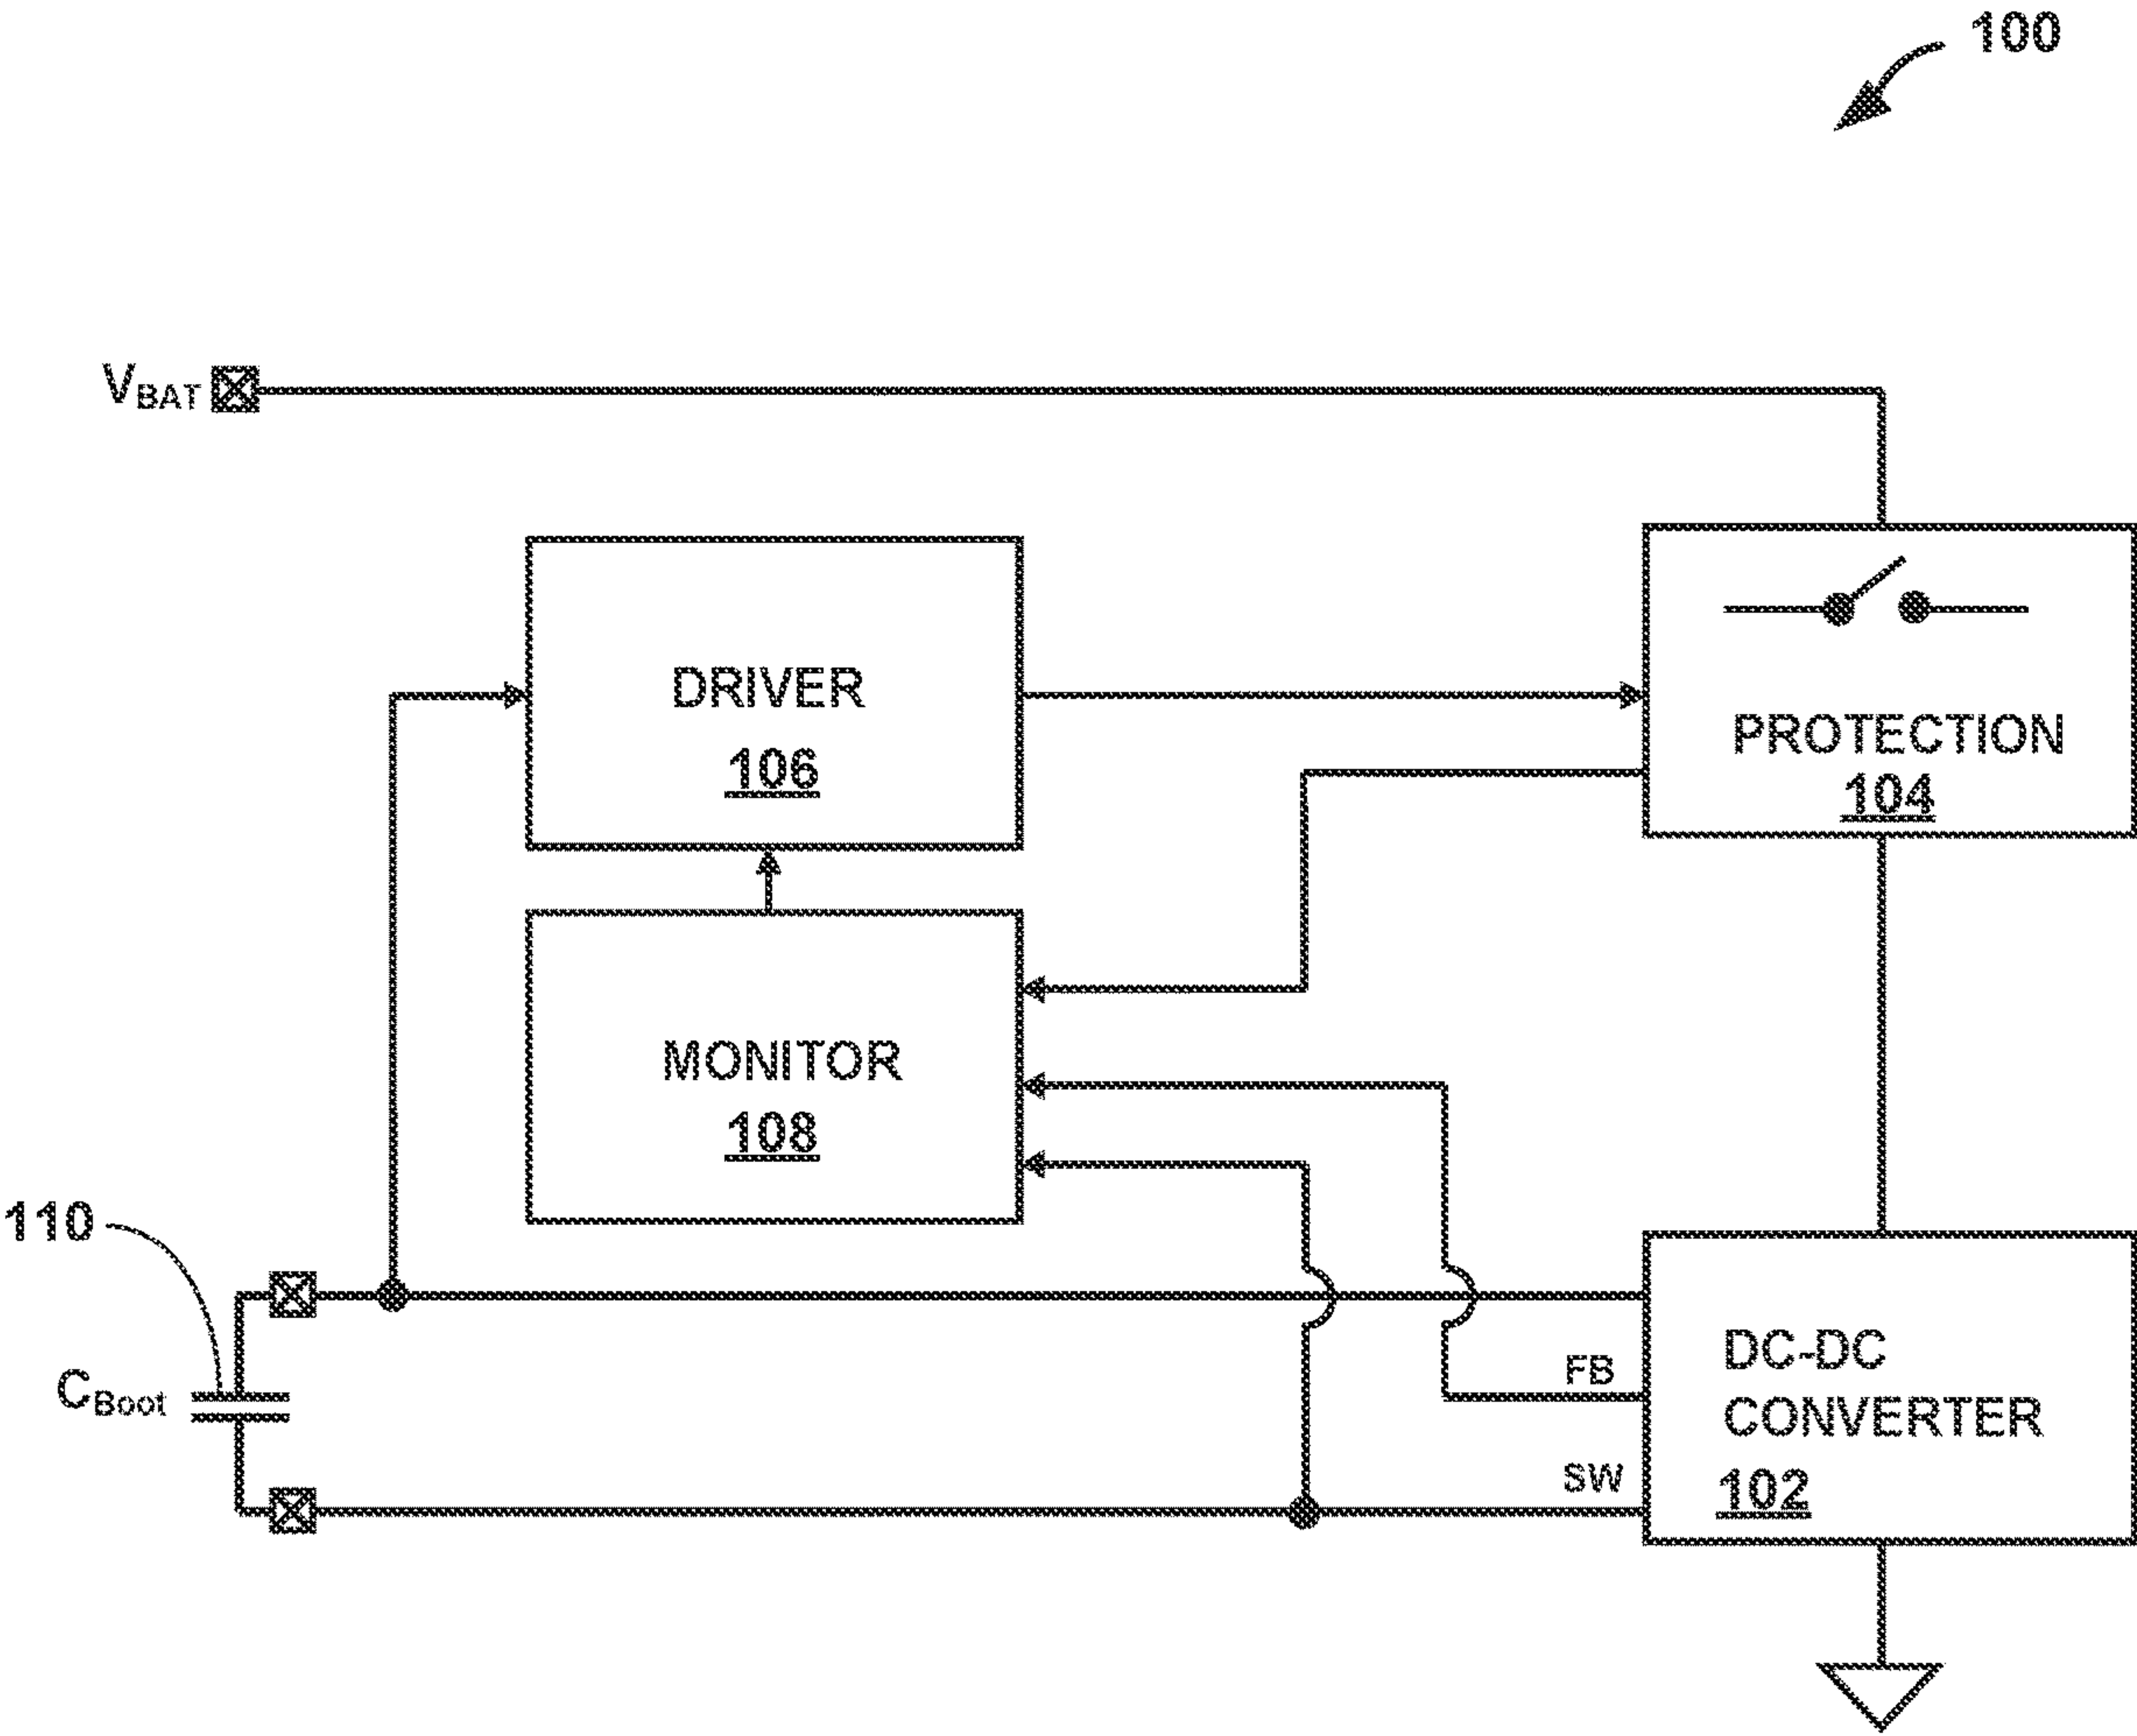 100
VBAT
DRIVER
106
PROTECTION
104
MONITOR
108
110
CBoot
FB
SW
DC-DC
CONVERTER
102